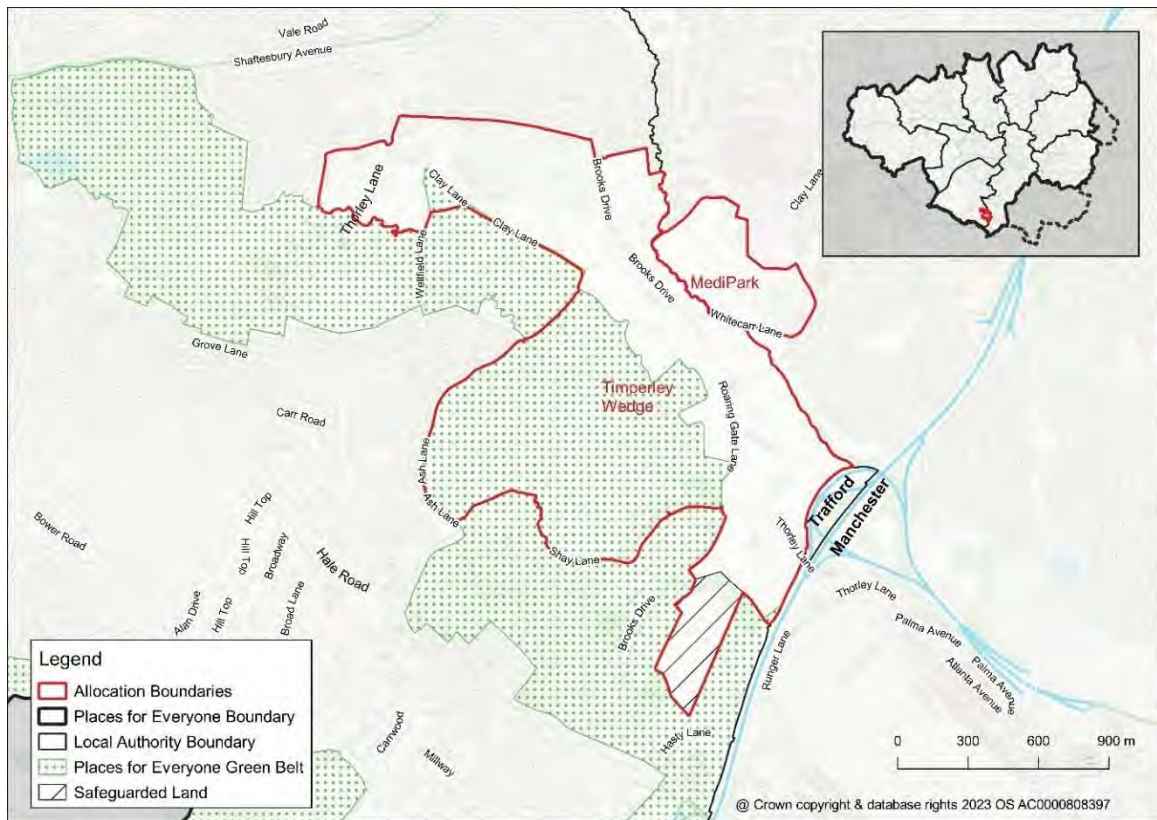 Vale Road
Shaftesbury Avenue
Thorley Lane
Clay Lane
Clay Lane
Wellfield Lane
Brooks Drive
Clay Lane
Brooks Drive
MediPark
Whitecarr Lane
Grove Lane
Timperley
Wedge
Roaring Gate Lane
Carr Road
Ash Lane
Ash Lane
Trafford
Manchester
Bower Road
Hill Top
Hill Top
Broadway
Hale Road
Shay Lane
Thorley Lane
Thorley Lane
Alan Drive
Hill Top
Broad Lane
Brooks Drive
Runger Lane
Palma Avenue
Palma Avenue
Atlanta Avenue
Hasty Lane
Carrwood
Millway
Legend
Allocation Boundaries
Places for Everyone Boundary
Local Authority Boundary
Places for Everyone Green Belt
Safeguarded Land
0 300 600 900 m
@ Crown copyright & database rights 2023 OS AC0000808397